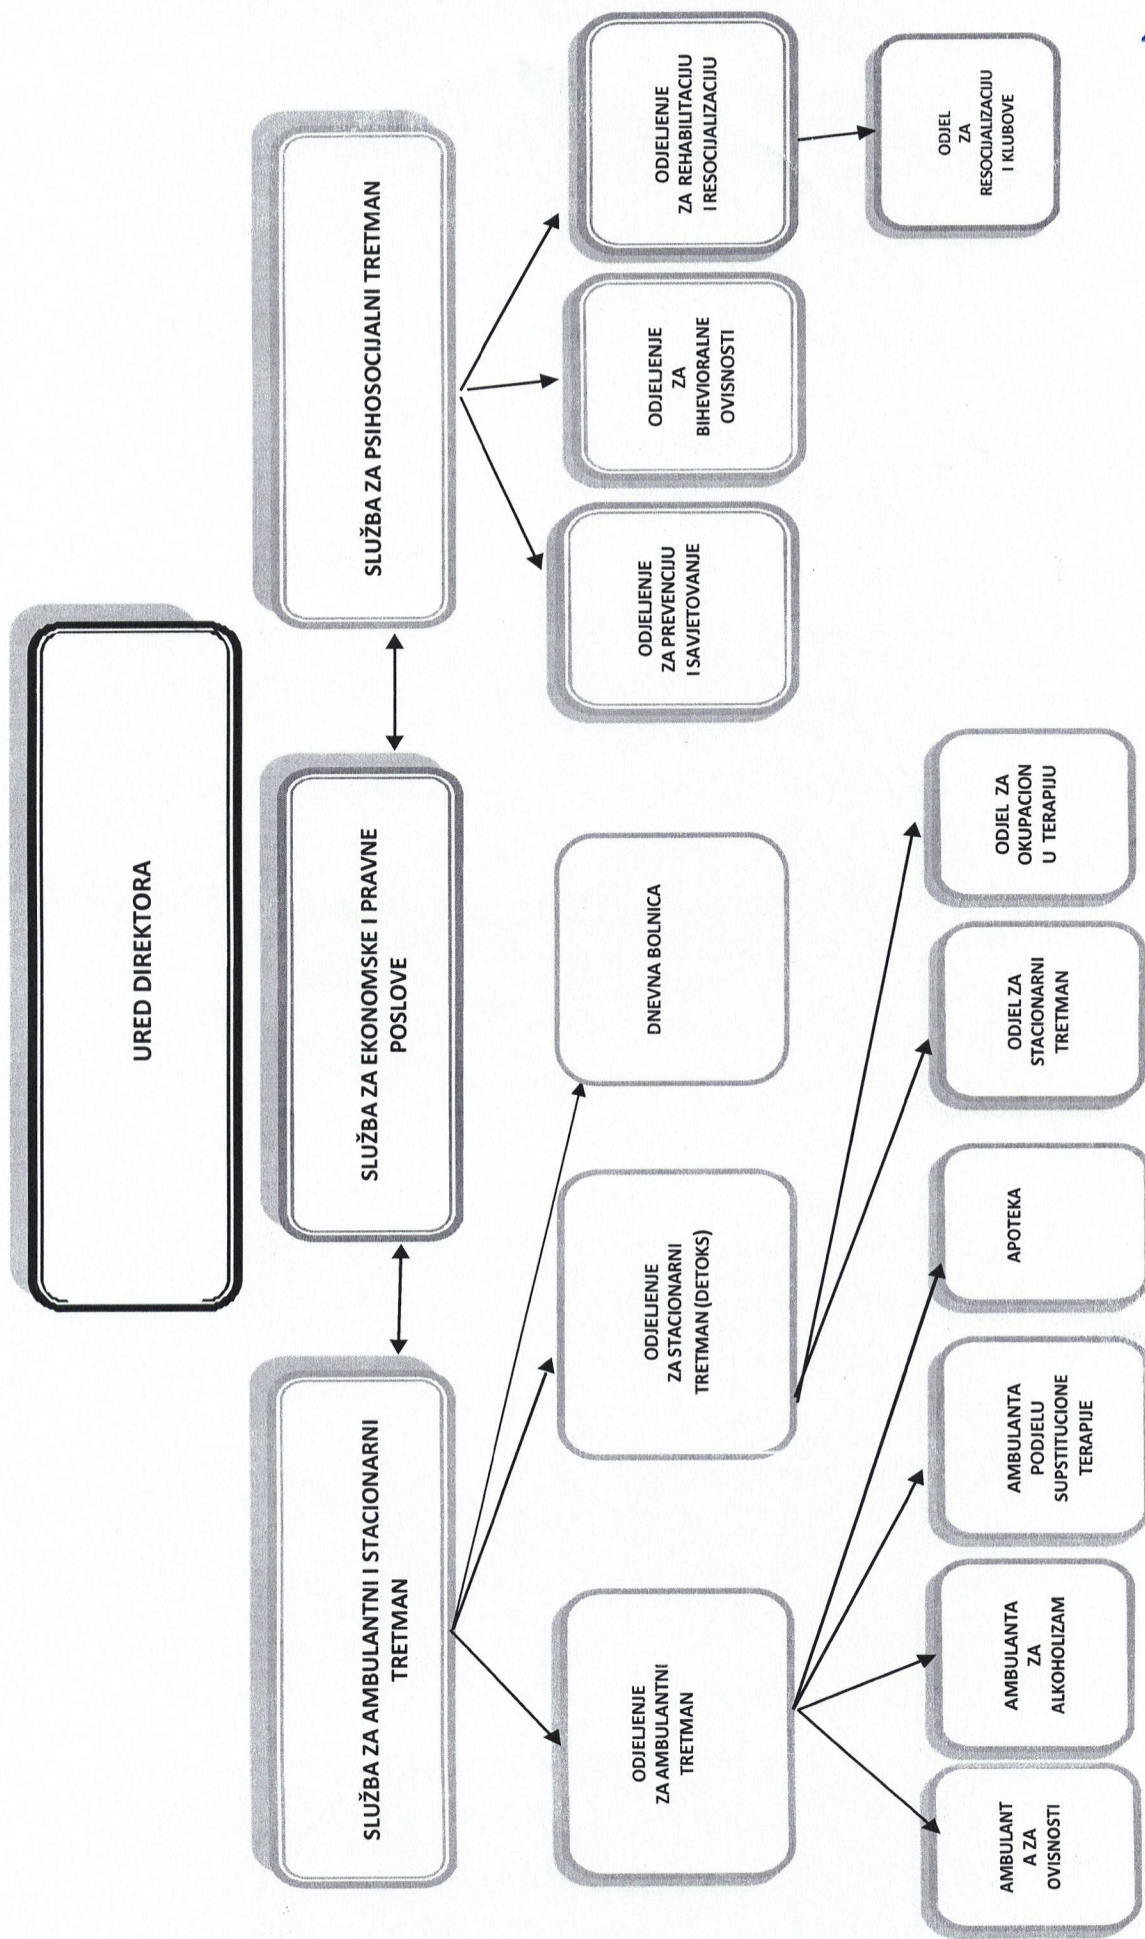 URED DIREKTORA
SLUŽBA ZA AMBULANTNI I STACIONARNI
TRETMAN
SLUŽBA ZA EKONOMSKE I PRAVNE
POSLOVE
SLUŽBA ZA PSIHOSOCIJALNI TRETMAN
ODJELJENJE
ZA AMBULANTNI
TRETMAN
ODJELJENJE
ZA STACIONARNI
TRETMAN (DETOKS)
DNEVNA BOLNICA
ODJELJENJE
ZA PREVENCIJU
I SAVJETOVANJE
ODJELJENJE
ZA
BIHEVIORALNE
OVISNOSTI
ODJELJENJE
ZA REHABILITACIJU
I RESOCIJALIZACIJU
AMBULANT
A ZA
OVISNOSTI
AMBULANTA
ZA
ALKOHOLIZAM
AMBULANTA
PODJELU
SUPSTITUCIONE
TERAPIJE
APOTEKA
ODJEL ZA
STACIONARNI
TRETMAN
ODJEL ZA
OKUPACION
U TERAPIJU
ODJEL
ZA
RESOCIJALIZACIJU
I KLUBOVE